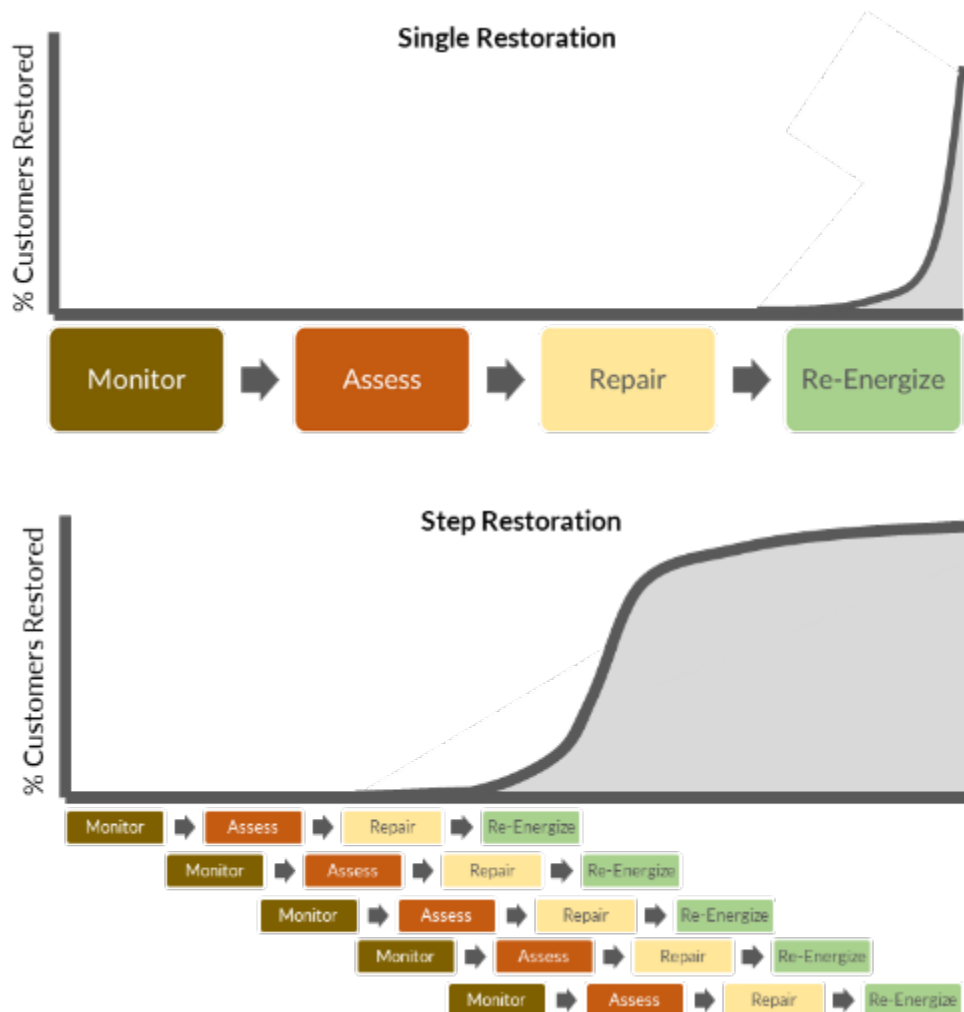 Single Restoration
% Customers Restored
Monitor Assess Repair Re-Energize
Step Restoration
% Customers Restored
Monitor Assess Repair Re-Energize
Monitor Assess Repair Re-Energize
Monitor Assess Repair Re-Energize
Monitor Assess Repair Re-Energize
Monitor Assess Repair Re-Energize